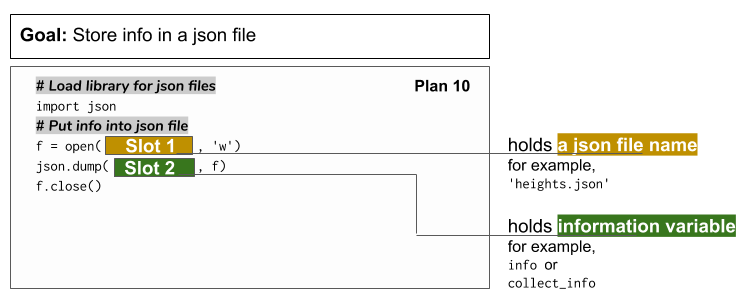 Goal: Store info in a json file
# Load library for json files
Plan 10
import json
# Put info into json file
f = open( Slot 1 , 'w')
json.dump( Slot 2 , f)
f.close()
holds a json file name
for example,
'heights.json'
holds information variable
for example,
info or
collect_info